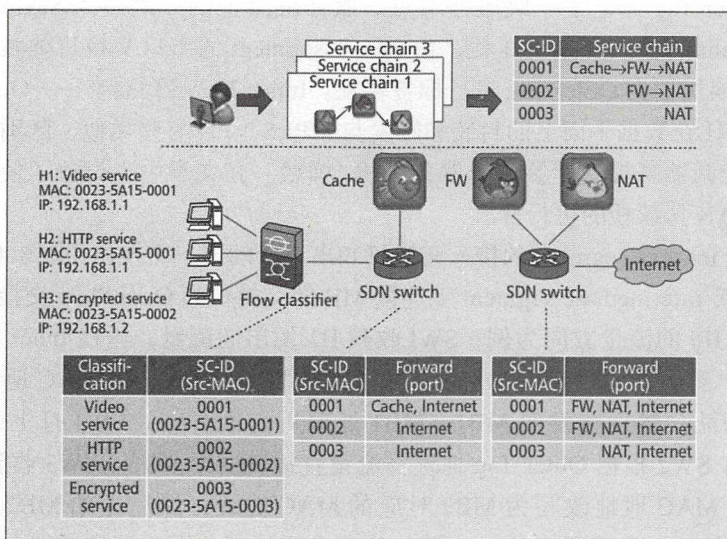 Service chain 3
Service chain 2
Service chain 1
SC-ID Service chain
0001 Cache→FW→NAT
0002 FW→NAT
0003 NAT
H1: Video service
MAC: 0023-5A15-0001
IP: 192.168.1.1
H2: HTTP service
MAC: 0023-5A15-0001
IP: 192.168.1.1
H3: Encrypted service
MAC: 0023-5A15-0002
IP: 192.168.1.2
Cache
FW
NAT
Flow classifier
SDN switch
SDN switch
Internet
Classifi-
cation
SC-ID
(Src-MAC)
Video
service
0001
(0023-5A15-0001)
HTTP
service
0002
(0023-5A15-0002)
Encrypted
service
0003
(0023-5A15-0003)
SC-ID
(Src-MAC)
Forward
(port)
0001 Cache, Internet
0002 Internet
0003 Internet
SC-ID
(Src-MAC)
Forward
(port)
0001 FW, NAT, Internet
0002 FW, NAT, Internet
0003 NAT, Internet